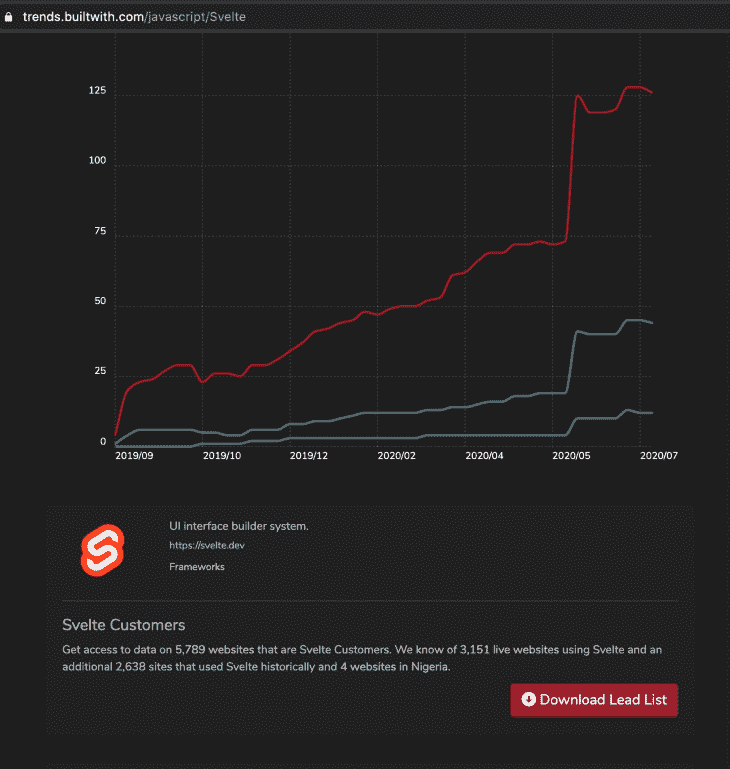 trends.builtwith.com/javascript/Svelte
125
100
75
50
25
0
2019/09 2019/10 2019/12 2020/02 2020/04 2020/05 2020/07
UI interface builder system.
https://svelte.dev
Frameworks
Svelte Customers
Get access to data on 5,789 websites that are Svelte Customers. We know of 3,151 live websites using Svelte and an
additional 2,638 sites that used Svelte historically and 4 websites in Nigeria.
Download Lead List